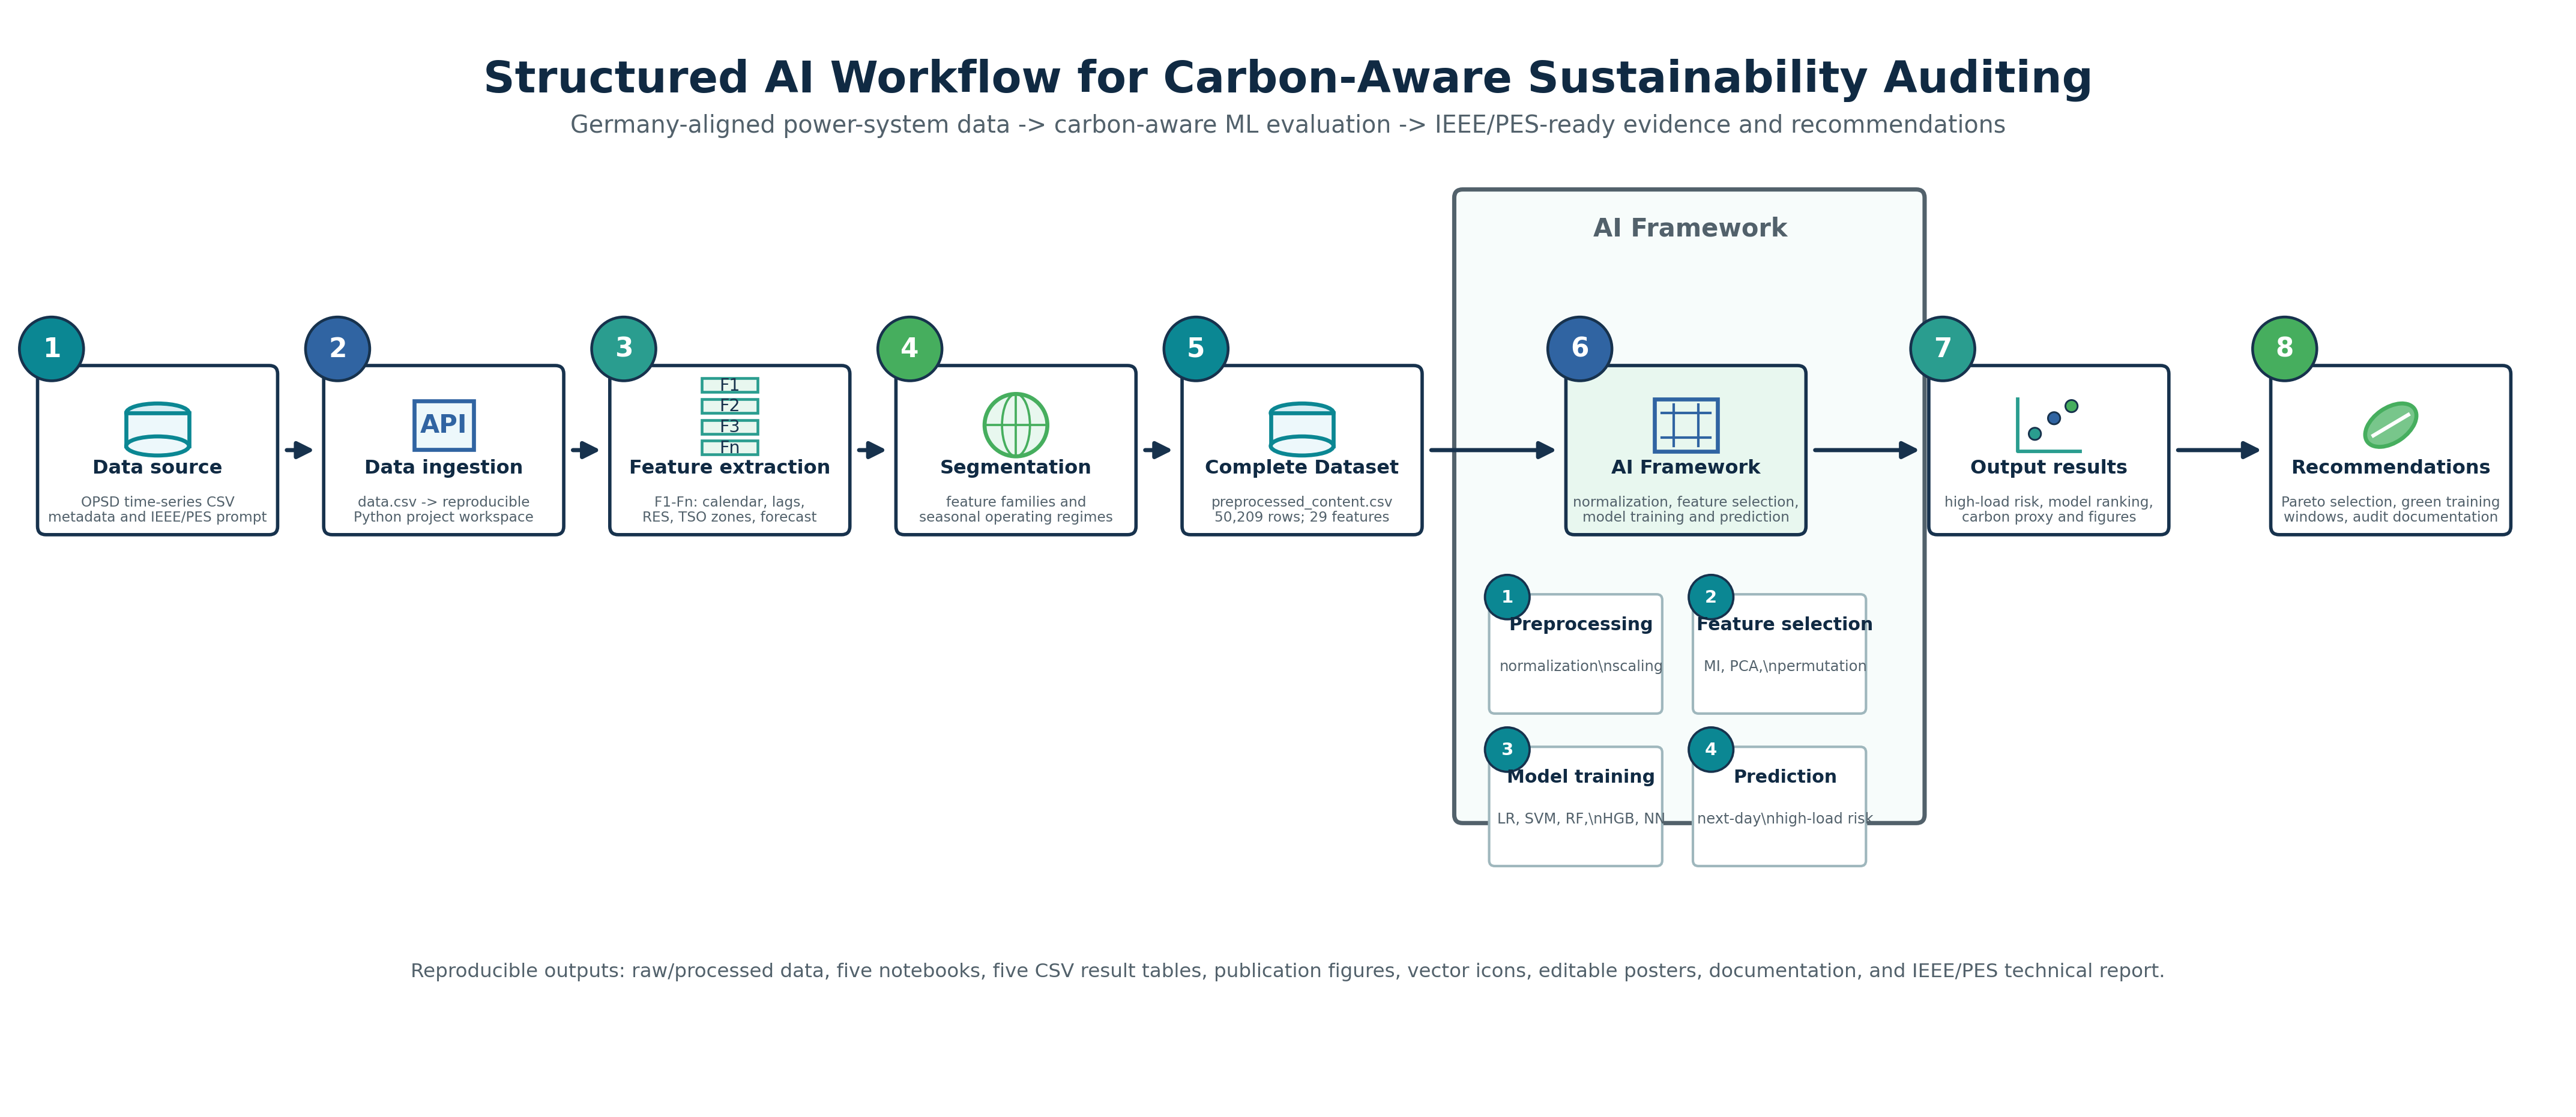 Structured AI Workflow for Carbon-Aware Sustainability Auditing
Germany-aligned power-system data -> carbon-aware ML evaluation -> IEEE/PES-ready evidence and recommendations
AI Framework
1
Data source
OPSD time-series CSV
metadata and IEEE/PES prompt
2
API
Data ingestion
data.csv -> reproducible
Python project workspace
3
F1
F2
F3
Fn
Feature extraction
F1-Fn: calendar, lags,
RES, TSO zones, forecast
4
Segmentation
feature families and
seasonal operating regimes
5
Complete Dataset
preprocessed_content.csv
50,209 rows; 29 features
6
AI Framework
normalization, feature selection,
model training and prediction
7
Output results
high-load risk, model ranking,
carbon proxy and figures
8
Recommendations
Pareto selection, green training
windows, audit documentation
1
Preprocessing
normalization\nscaling
2
Feature selection
MI, PCA,\npermutation
3
Model training
LR, SVM, RF,\nHGB, NN
4
Prediction
next-day\nhigh-load risk
Reproducible outputs: raw/processed data, five notebooks, five CSV result tables, publication figures, vector icons, editable posters, documentation, and IEEE/PES technical report.